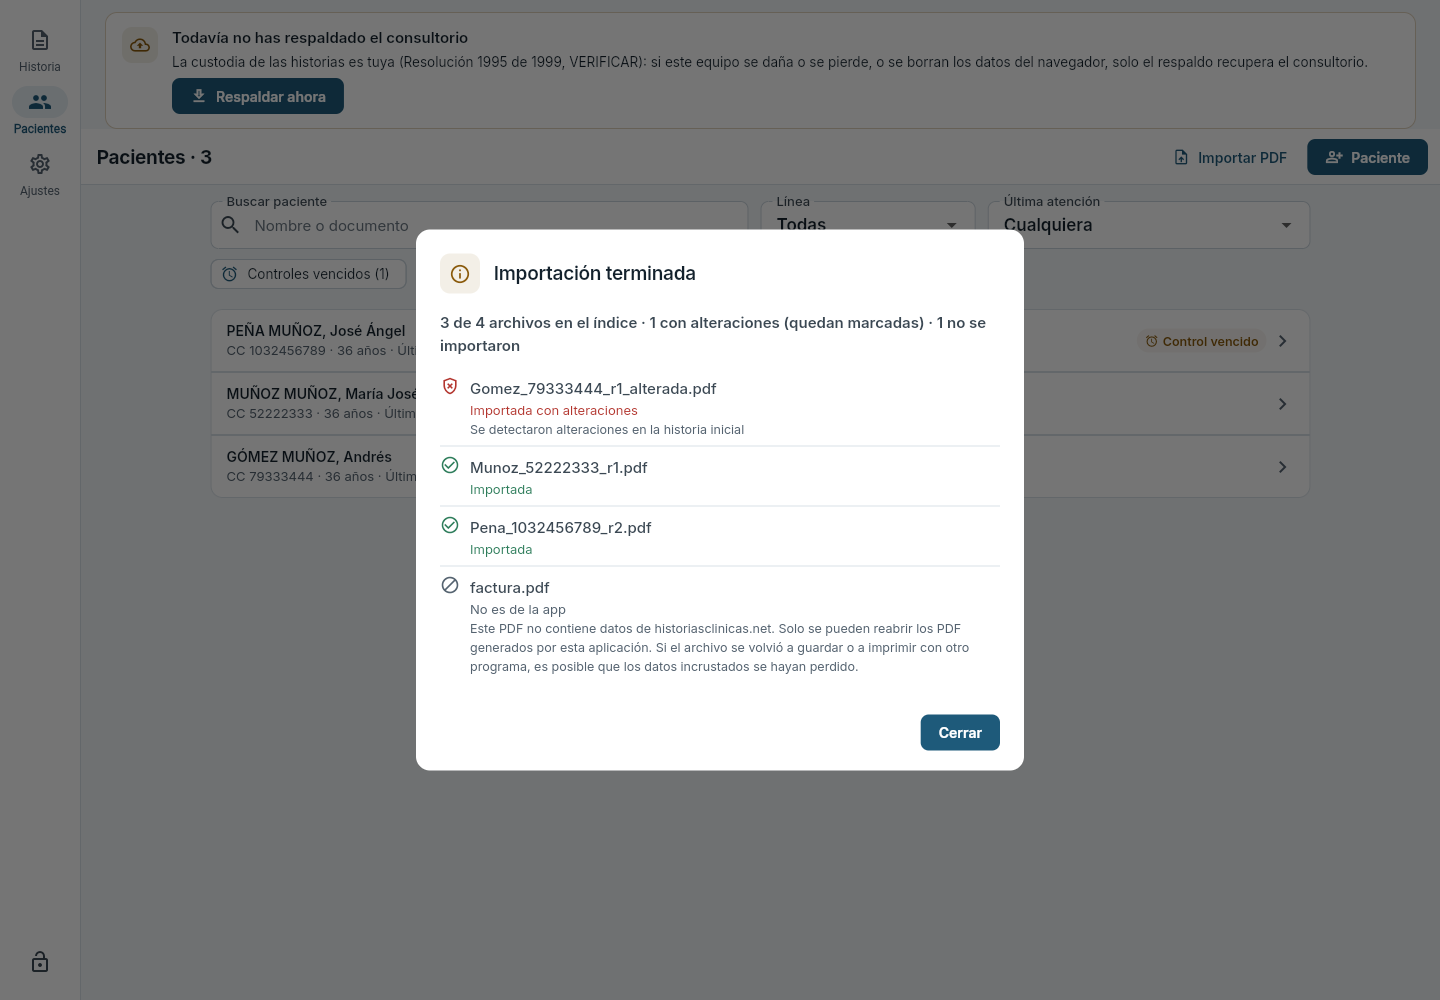 Historia
Pacientes
Ajustes
Todavía no has respaldado el consultorio
La custodia de las historias es tuya (Resolución 1995 de 1999, VERIFICAR): si este equipo se daña o se pierde, o se borran los datos del navegador, solo el respaldo recupera el consultorio.
Respaldar ahora
Pacientes · 3
Importar PDF
Paciente
Buscar paciente
Nombre o documento
Línea
Todas
Última atención
Cualquiera
Controles vencidos (1)
PEÑA MUÑOZ, José Ángel
CC 1032456789 · 36 años ·
Control vencido
MUÑOZ MUÑOZ, María José
CC 52222333 · 36 años ·
GÓMEZ MUÑOZ, Andrés
CC 79333444 · 36 años ·
Importación terminada
3 de 4 archivos en el índice · 1 con alteraciones (quedan marcadas) · 1 no se
importaron
Gomez_79333444_r1_alterada.pdf
Importada con alteraciones
Se detectaron alteraciones en la historia inicial
Munoz_52222333_r1.pdf
Importada
Pena_1032456789_r2.pdf
Importada
factura.pdf
No es de la app
Este PDF no contiene datos de historiasclinicas.net. Solo se pueden reabrir los PDF
generados por esta aplicación. Si el archivo se volvió a guardar o a imprimir con otro
programa, es posible que los datos incrustados se hayan perdido.
Cerrar